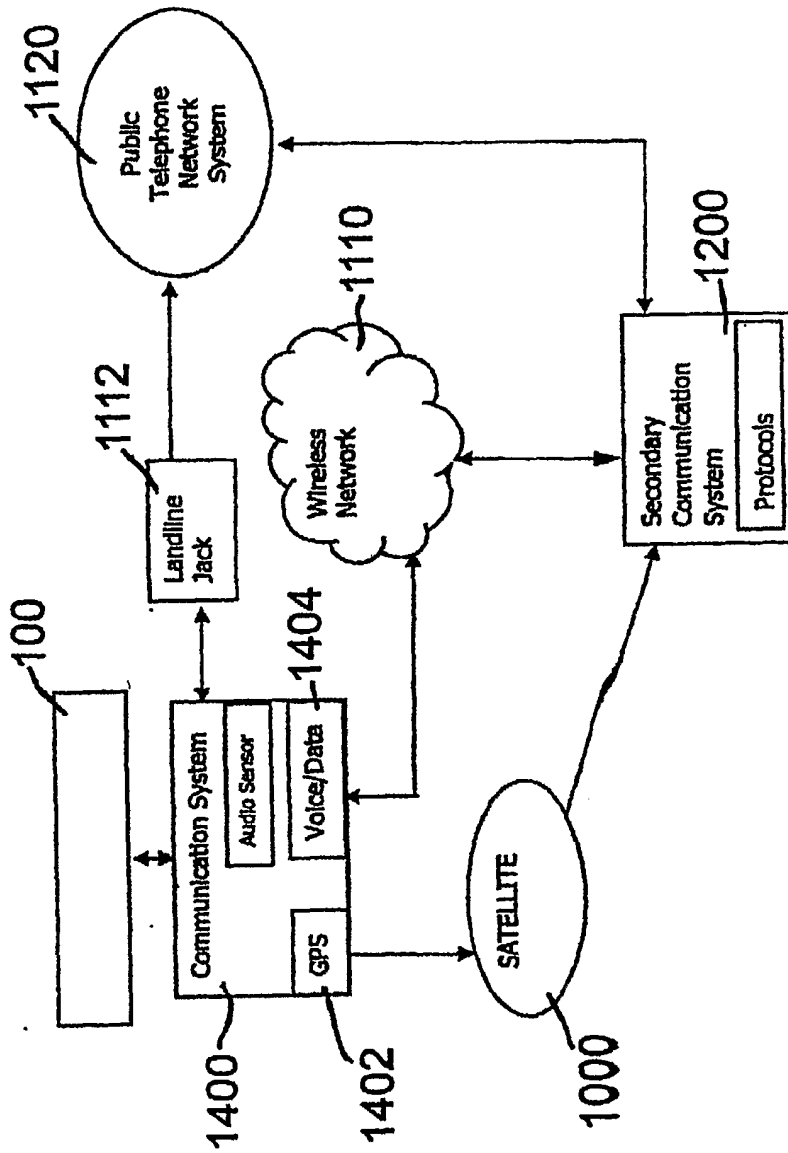 100
1112
Landline
Jack
1120
Public
Telephone
Network
System
1400
Communication System
Audio Sensor
GPS
Voice/Data
1402
1404
Wireless
Network
1110
SATELLITE
1000
Secondary
Communication
System
Protocols
1200